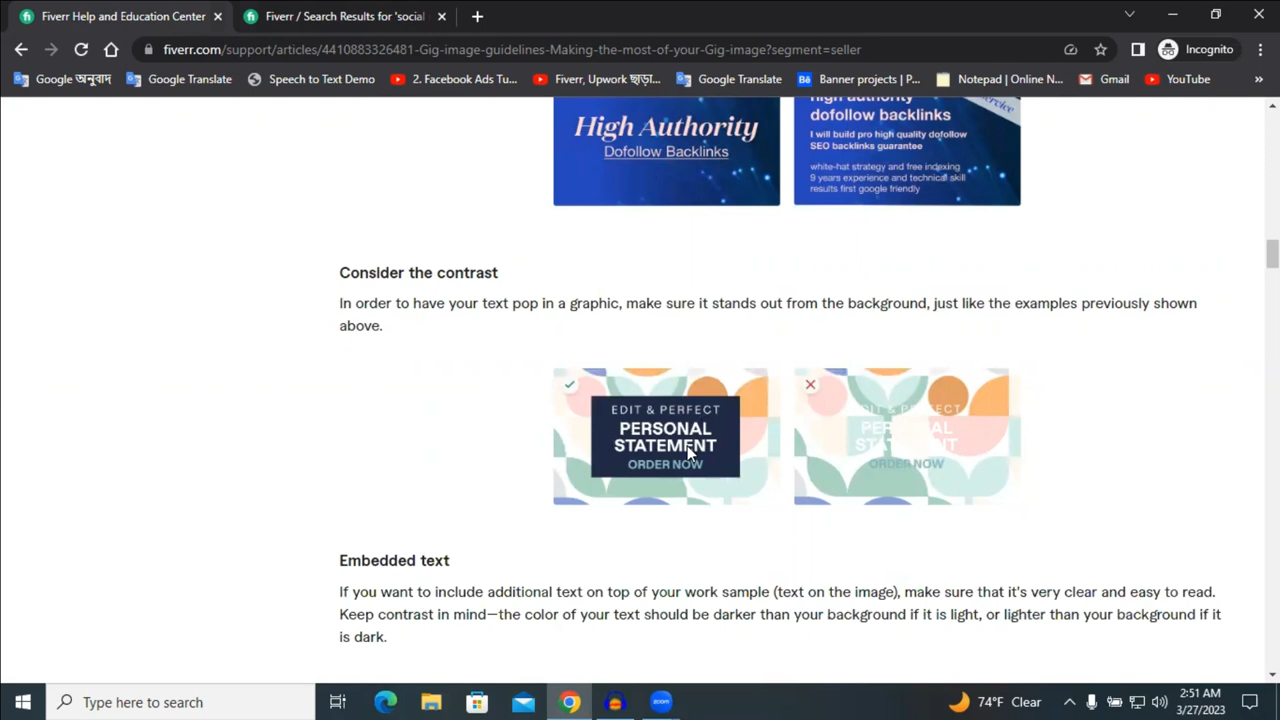 Fiverr Help and Education Center
Fiverr / Search Results for 'social
fiverr.com/support/articles/4410883326481-Gig-image-guidelines-Making-the-most-of-your-Gig-image?segment=seller
Incognito
Google অনুবাদ
Google Translate
Speech to Text Demo
2. Facebook Ads Tu...
Fiverr, Upwork ছাড়া...
Google Translate
Banner projects | P...
Notepad | Online N...
Gmail
YouTube
High Authority
Dofollow Backlinks
high authority
dofollow backlinks
I will build pro high quality dofollow
SEO backlinks guarantee
white-hat strategy and free indexing
9 years experience and technical skill
results first google friendly
service
Consider the contrast
In order to have your text pop in a graphic, make sure it stands out from the background, just like the examples previously shown
above.
EDIT & PERFECT
PERSONAL
STATEMENT
ORDER NOW
EDIT & PERFECT
PERSONAL
STATEMENT
ORDER NOW
Embedded text
If you want to include additional text on top of your work sample (text on the image), make sure that it's very clear and easy to read.
Keep contrast in mind—the color of your text should be darker than your background if it is light, or lighter than your background if it
is dark.
Type here to search
zoom
74°F Clear
2:51 AM
3/27/2023